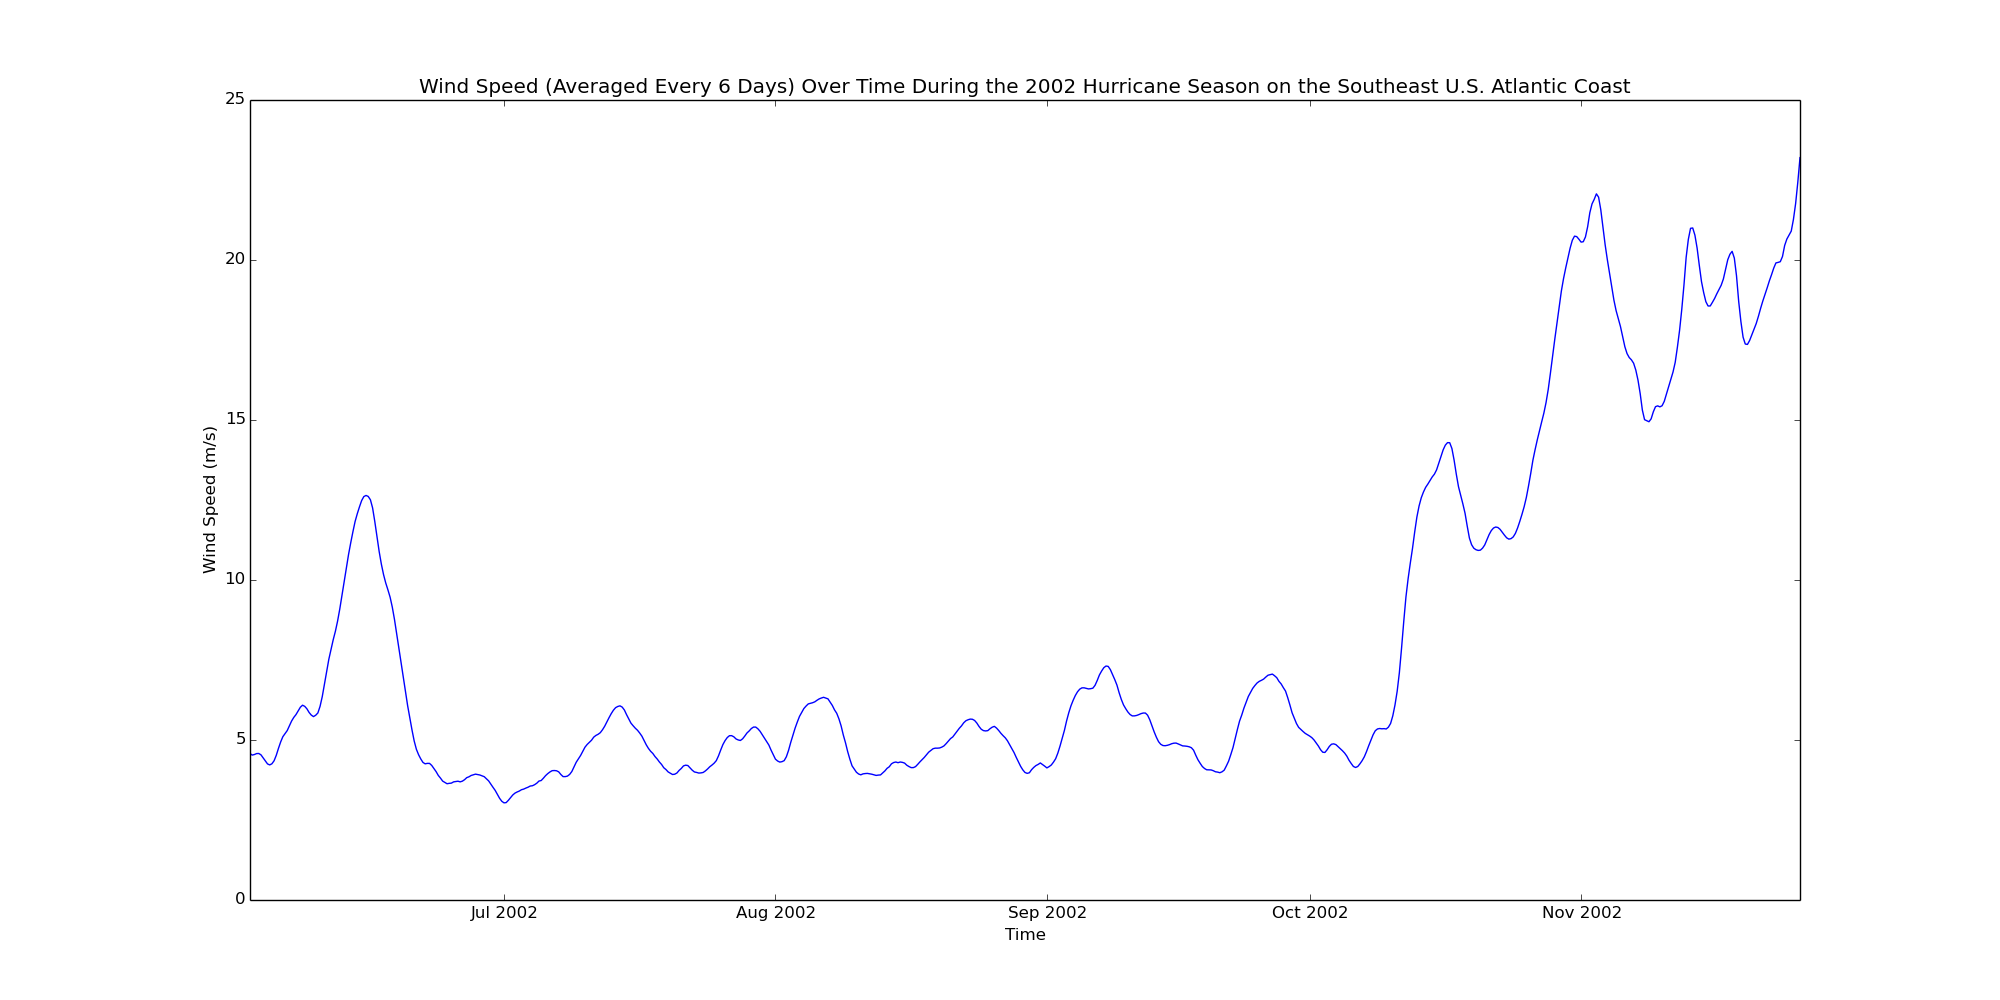 Wind Speed (Averaged Every 6 Days) Over Time During the 2002 Hurricane Season on the Southeast U.S. Atlantic Coast
25
20
15
10
5
0
Wind Speed (m/s)
Jul 2002
Aug 2002
Sep 2002
Oct 2002
Nov 2002
Time